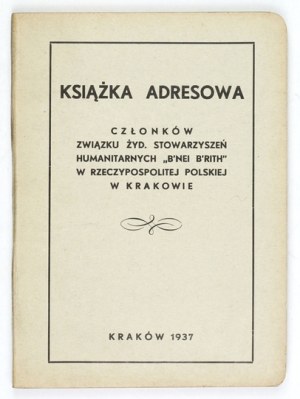 KSIĄŻKA ADRESOWA
CZŁONKÓW
ZWIĄZKU ŻYD. STOWARZYSZEŃ
HUMANITARNYCH „B'NEI B'RITH"
W RZECZYPOSPOLITEJ POLSKIEJ
W KRAKOWIE
KRAKÓW 1937